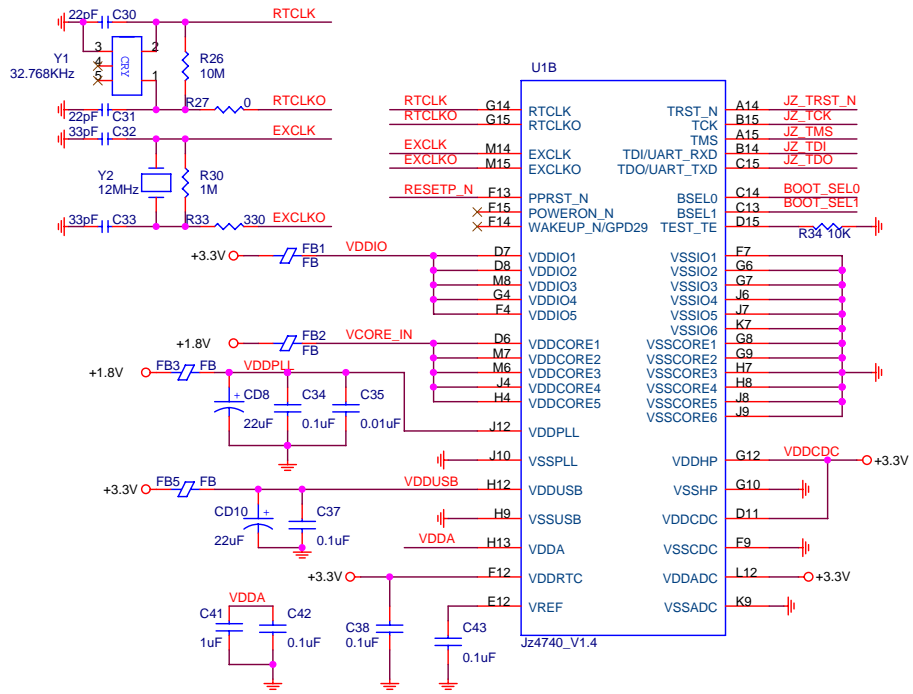 22pF C30 RTCLK
Y1
32.768KHz
3 2
4
5 1
CRY
R26
10M
R27 0 RTCLKO
22pF C31
33pF C32 EXCLK
Y2
12MHz
R30
1M
33pF C33 R33 330 EXCLKO
U1B
RTCLK G14 RTCLK
RTCLKO G15 RTCLKO
EXCLK M14 EXCLK
EXCLKO M15 EXCLKO
RESETP_N F13 PPRST_N
F15 POWERON_N
F14 WAKEUP_N/GPD29
TRST_N A14 JZ_TRST_N
TCK B15 JZ_TCK
TMS A15 JZ_TMS
TDI/UART_RXD B14 JZ_TDI
TDO/UART_TXD C15 JZ_TDO
BSEL0 C14 BOOT_SEL0
BSEL1 C13 BOOT_SEL1
TEST_TE D15
R34 10K
+3.3V FB1 VDDIO
FB
D7 VDDIO1
D8 VDDIO2
M8 VDDIO3
G4 VDDIO4
F4 VDDIO5
VSSIO1 F7
VSSIO2 G6
VSSIO3 G7
VSSIO4 J6
VSSIO5 J7
VSSIO6 K7
+1.8V FB2 VCORE_IN
FB
D6 VDDCORE1
M7 VDDCORE2
M6 VDDCORE3
J4 VDDCORE4
H4 VDDCORE5
VSSCORE1 G8
VSSCORE2 G9
VSSCORE3 H7
VSSCORE4 H8
VSSCORE5 J8
VSSCORE6 J9
+1.8V FB3 FB VDDPLL
CD8
22uF
+
C34
0.1uF
C35
0.01uF
J12 VDDPLL
J10 VSSPLL
VDDHP G12 VDDCDC
+3.3V
VSSHP G10
VDDCDC D11
+3.3V FB5 FB VDDUSB
H12 VDDUSB
CD10
22uF
+
C37
0.1uF
H9 VSSUSB
VDDA H13 VDDA
VSSCDC F9
+3.3V F12 VDDRTC
VDDADC L12 +3.3V
E12 VREF
VSSADC K9
VDDA
C41
1uF
C42
0.1uF
C38
0.1uF
C43
0.1uF
Jz4740_V1.4